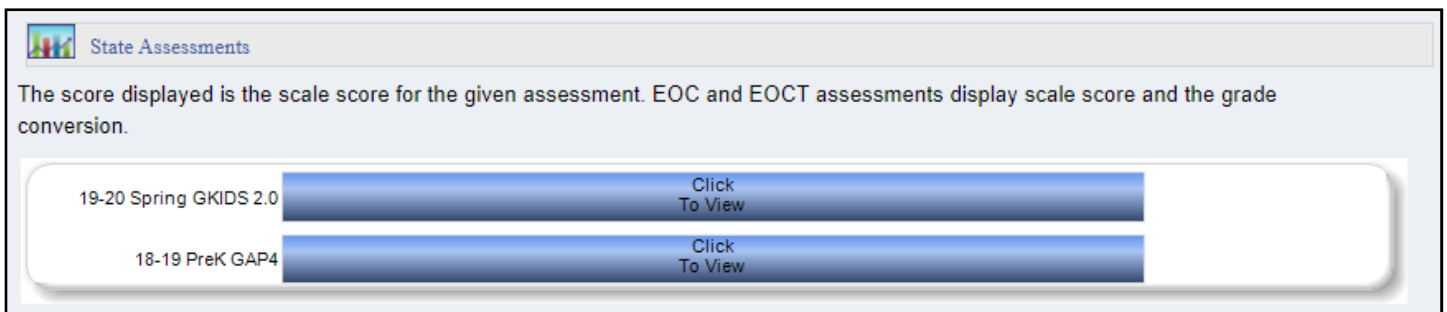 State Assessments
The score displayed is the scale score for the given assessment. EOC and EOCT assessments display scale score and the grade
conversion.
19-20 Spring GKIDS 2.0
Click
To View
18-19 PreK GAP4
Click
To View